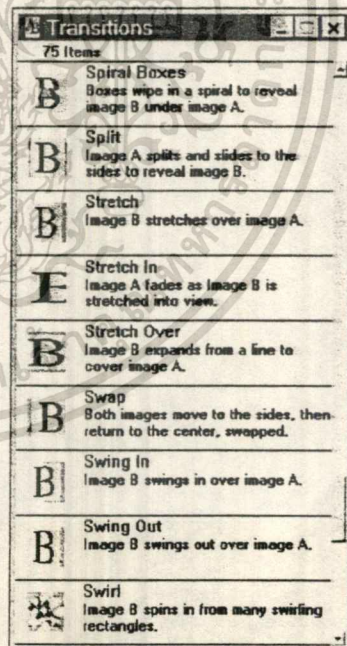 Transitions
75 Items
Spiral Boxes
Boxes wipe in a spiral to reveal
image B under image A.
Split
Image A splits and slides to the
sides to reveal image B.
Stretch
Image B stretches over image A.
Stretch In
Image A fades as Image B is
stretched into view.
Stretch Over
Image B expands from a line to
cover image A.
Swap
Both images move to the sides, then
return to the center, swapped.
Swing In
Image B swings in over image A.
Swing Out
Image B swings out over image A.
Swirl
Image B spins in from many swirling
rectangles.